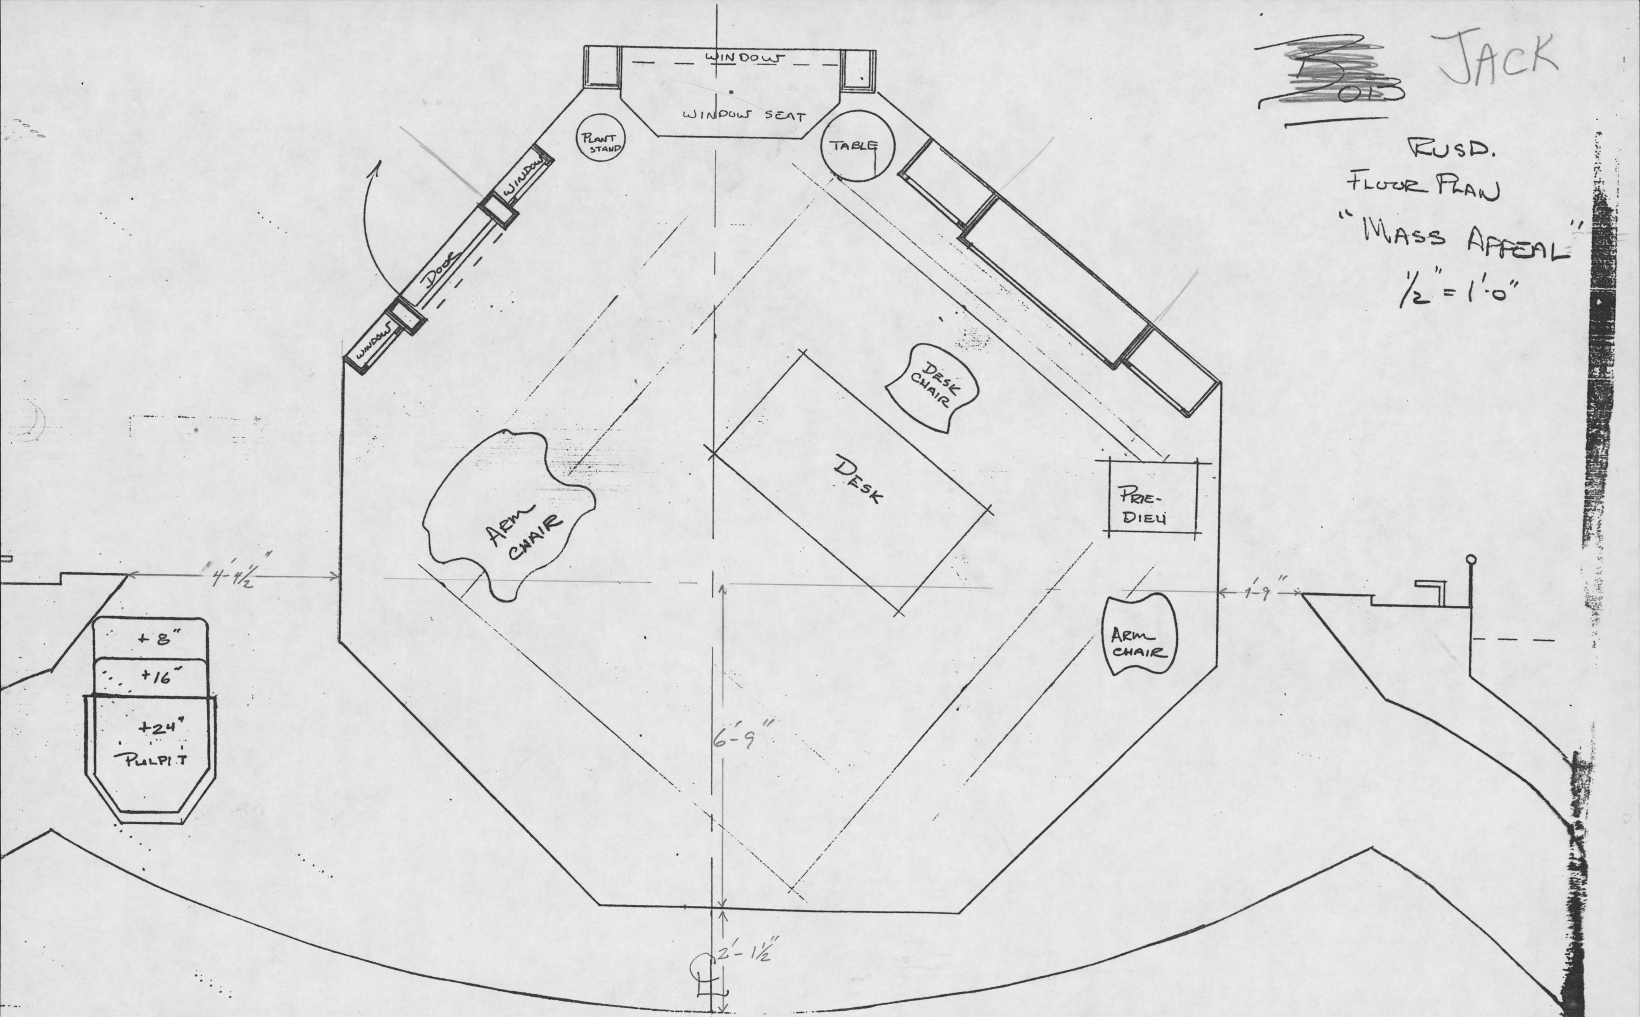 JACK
RUSD.
FLOOR PLAN
"MASS APPEAL"
1/2" = 1'-0"
WINDOW
WINDOW SEAT
PLANT
STAND
TABLE
WINDOW
DOOR
WINDOW
DESK
CHAIR
DESK
ARM
CHAIR
PRIE-
DIEU
ARM
CHAIR
4'-4 1/2"
1'-9"
+8"
+16"
+24"
PULPIT
6'-9"
2'-1 1/2"